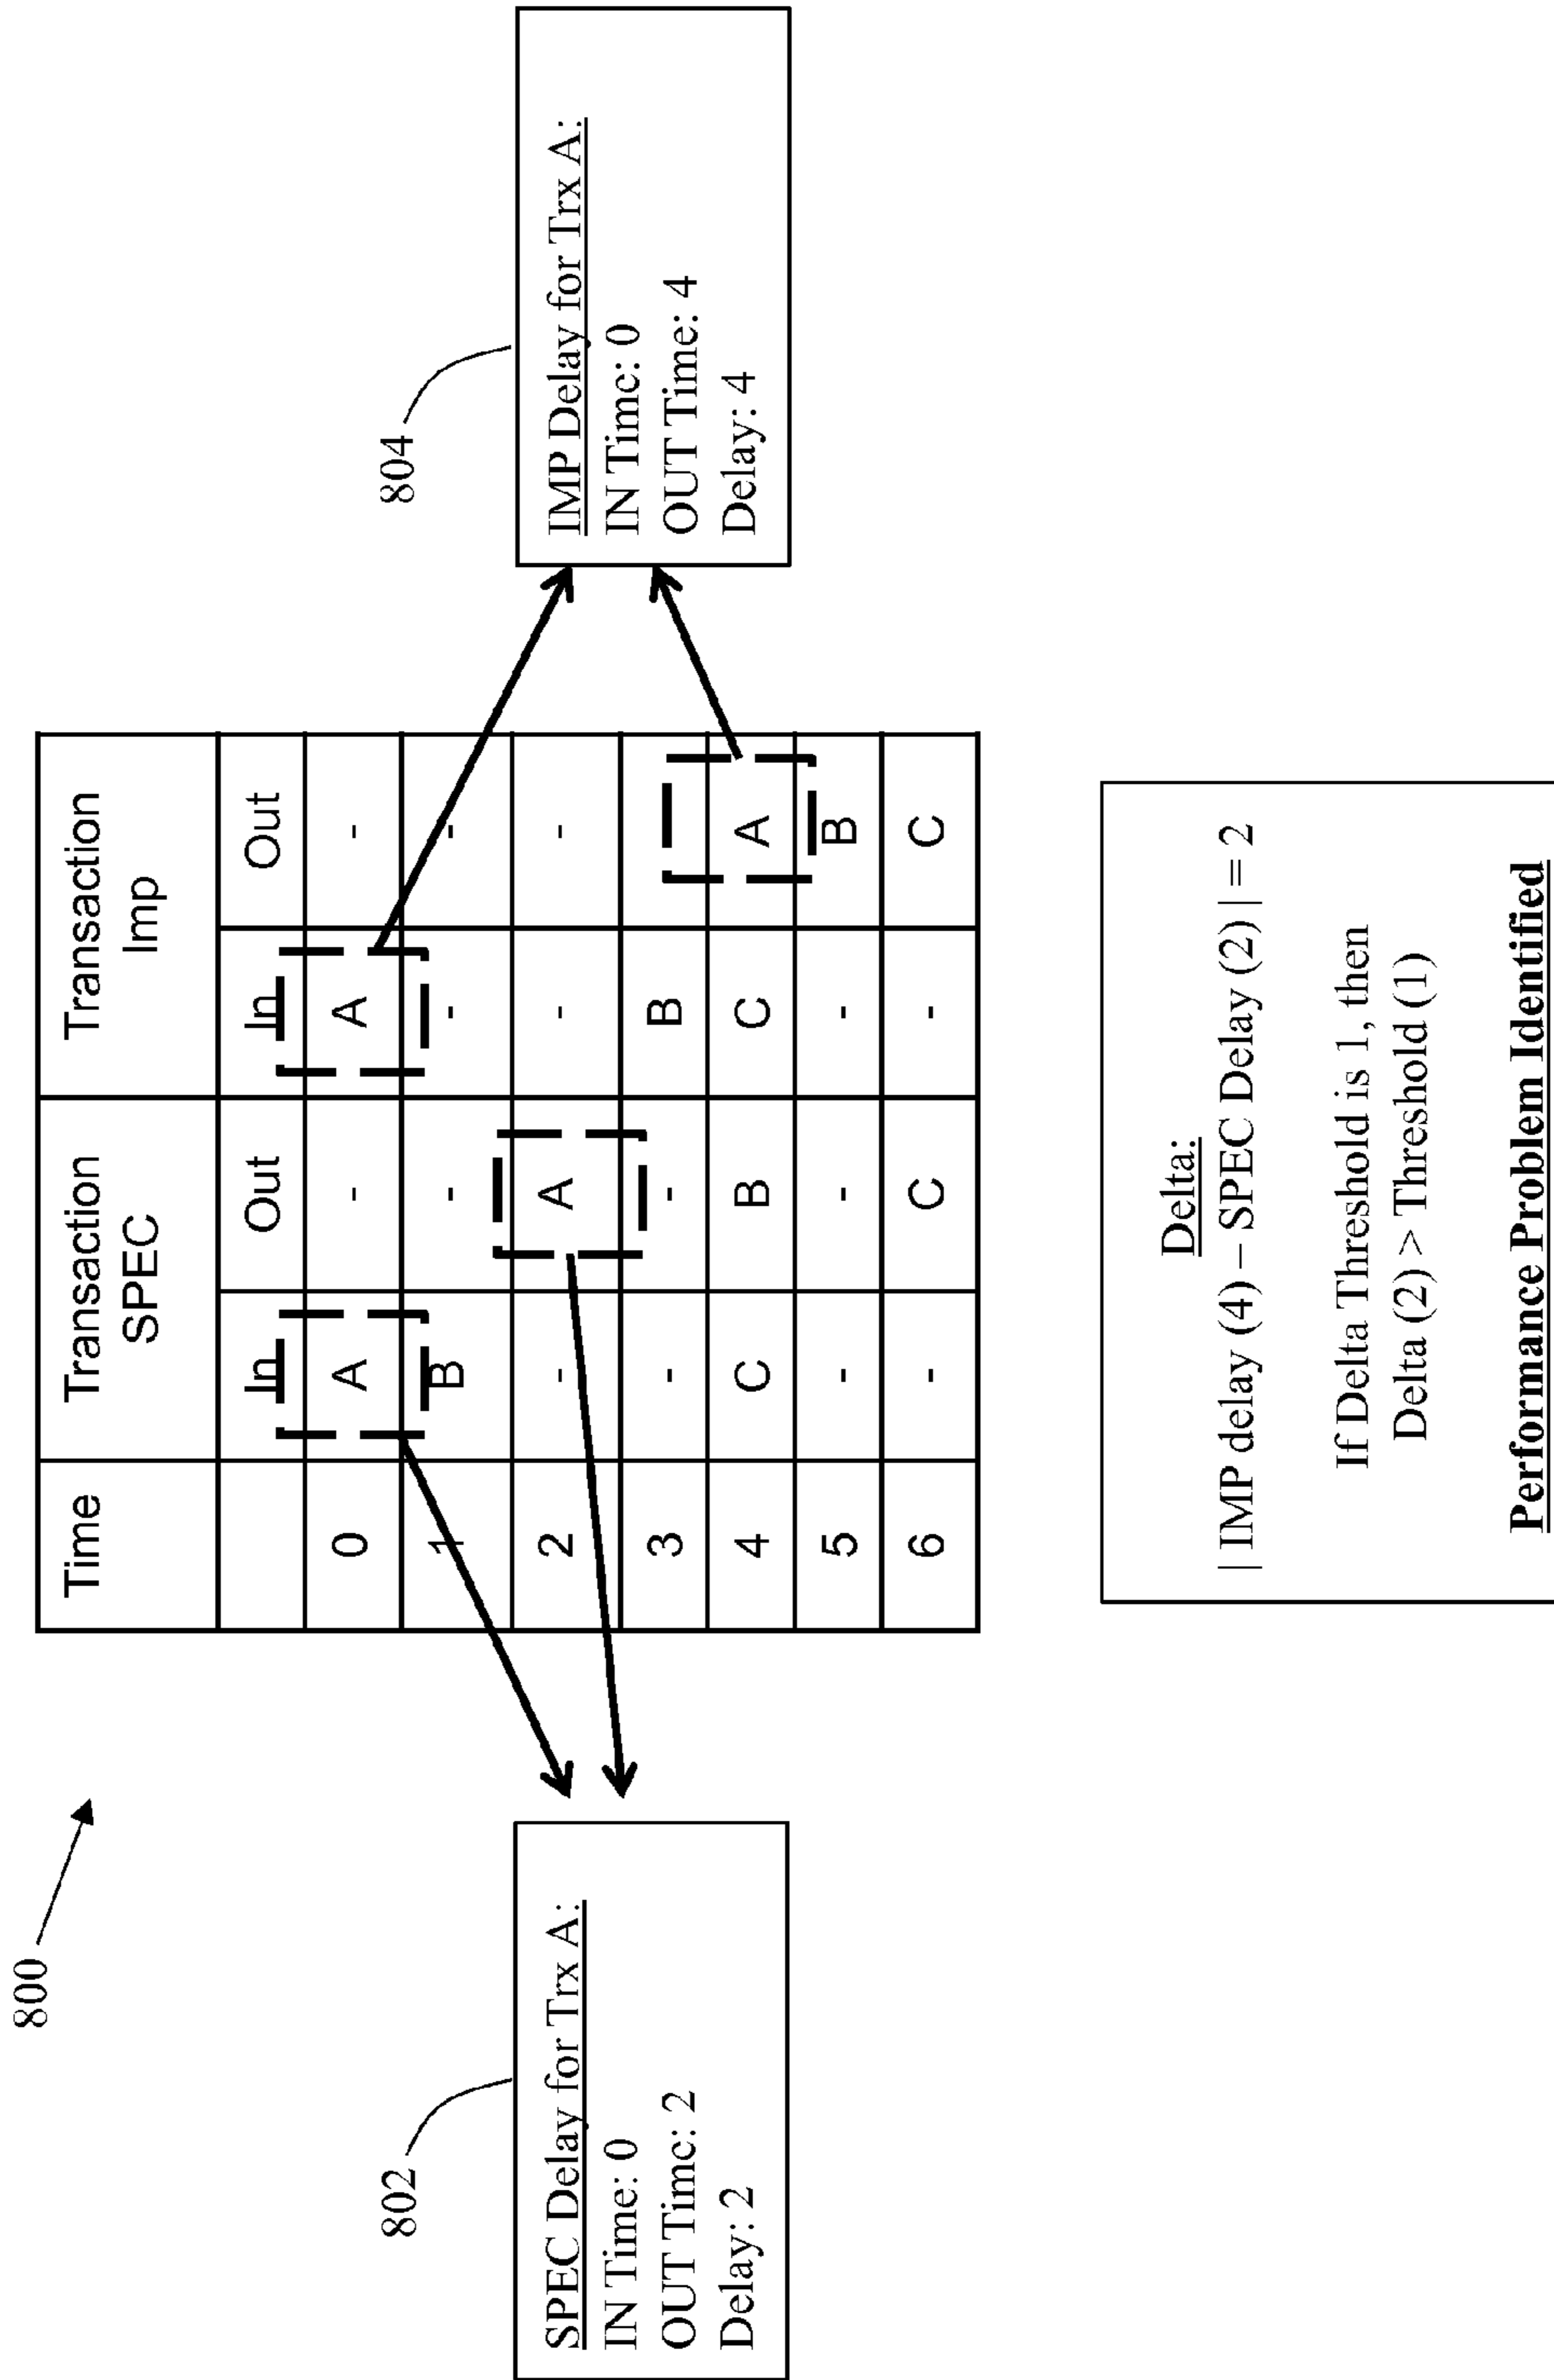 800
Time Transaction SPEC Transaction Imp
In Out In Out
0 A - A -
1 B - - -
2 - A - -
3 - - B
4 C B C A
5 - - - B
6 - C - C
802
SPEC Delay for Trx A:
IN Time: 0
OUT Time: 2
Delay: 2
804
IMP Delay for Trx A:
IN Time: 0
OUT Time: 4
Delay: 4
Delta:
| IMP delay (4) – SPEC Delay (2) | = 2
If Delta Threshold is 1, then
Delta (2) > Threshold (1)
Performance Problem Identified